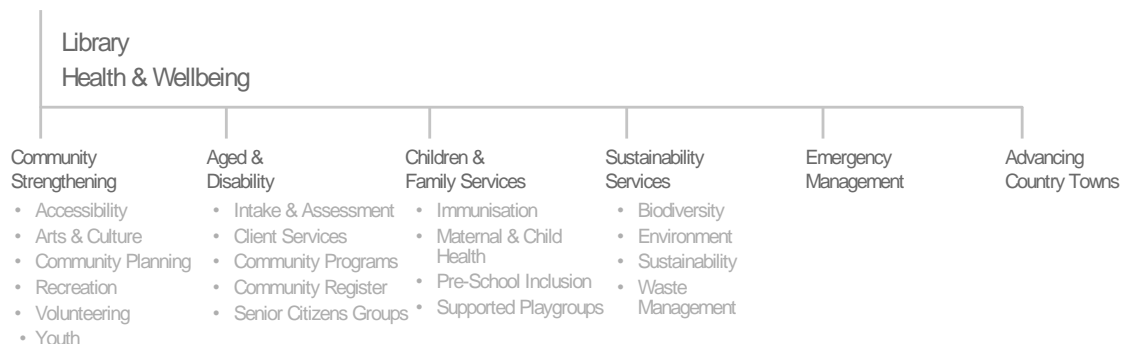 Library
Health & Wellbeing
Community
Strengthening
• Accessibility
• Arts & Culture
• Community Planning
• Recreation
• Volunteering
• Youth
Aged &
Disability
• Intake & Assessment
• Client Services
• Community Programs
• Community Register
• Senior Citizens Groups
Children &
Family Services
• Immunisation
• Maternal & Child
Health
• Pre-School Inclusion
• Supported Playgroups
Sustainability
Services
• Biodiversity
• Environment
• Sustainability
• Waste
Management
Emergency
Management
Advancing
Country Towns